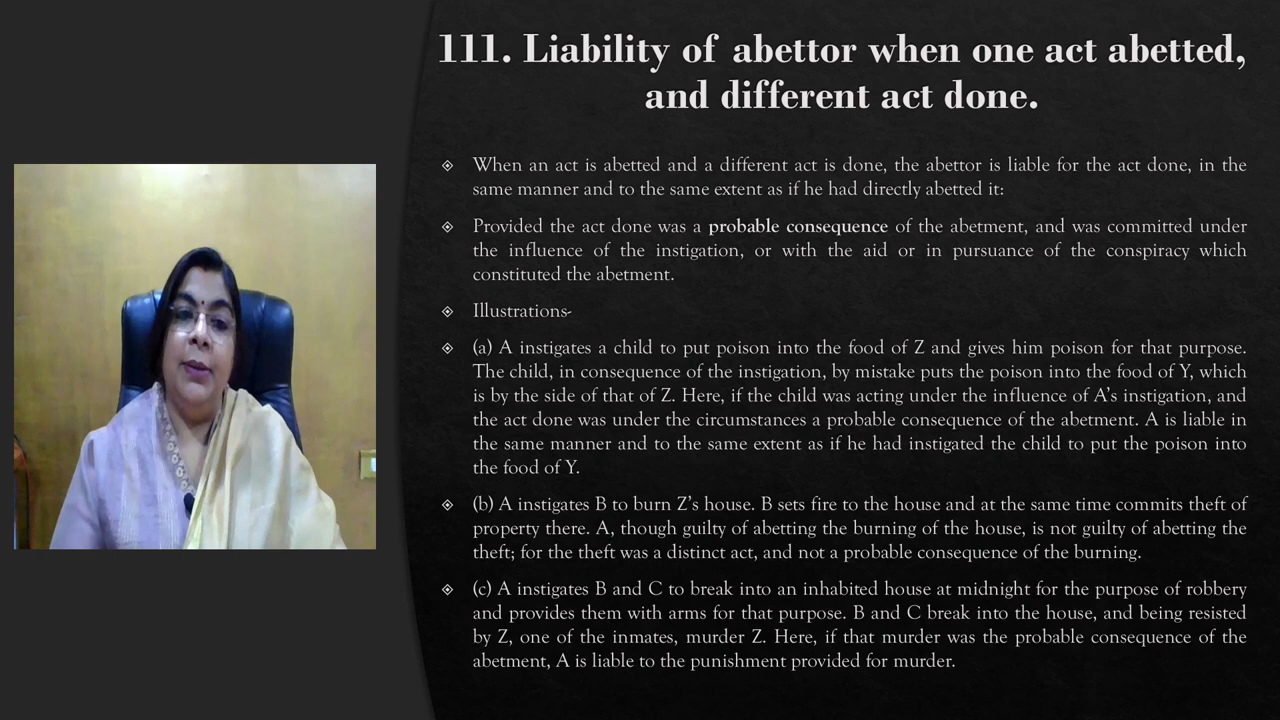 111. Liability of abettor when one act abetted,
and different act done.
When an act is abetted and a different act is done, the abettor is liable for the act done, in the
same manner and to the same extent as if he had directly abetted it:
Provided the act done was a probable consequence of the abetment, and was committed under
the influence of the instigation, or with the aid or in pursuance of the conspiracy which
constituted the abetment.
Illustrations-
(a) A instigates a child to put poison into the food of Z and gives him poison for that purpose.
The child, in consequence of the instigation, by mistake puts the poison into the food of Y, which
is by the side of that of Z. Here, if the child was acting under the influence of A's instigation, and
the act done was under the circumstances a probable consequence of the abetment. A is liable in
the same manner and to the same extent as if he had instigated the child to put the poison into
the food of Y.
(b) A instigates B to burn Z's house. B sets fire to the house and at the same time commits theft of
property there. A, though guilty of abetting the burning of the house, is not guilty of abetting the
theft; for the theft was a distinct act, and not a probable consequence of the burning.
(c) A instigates B and C to break into an inhabited house at midnight for the purpose of robbery
and provides them with arms for that purpose. B and C break into the house, and being resisted
by Z, one of the inmates, murder Z. Here, if that murder was the probable consequence of the
abetment, A is liable to the punishment provided for murder.